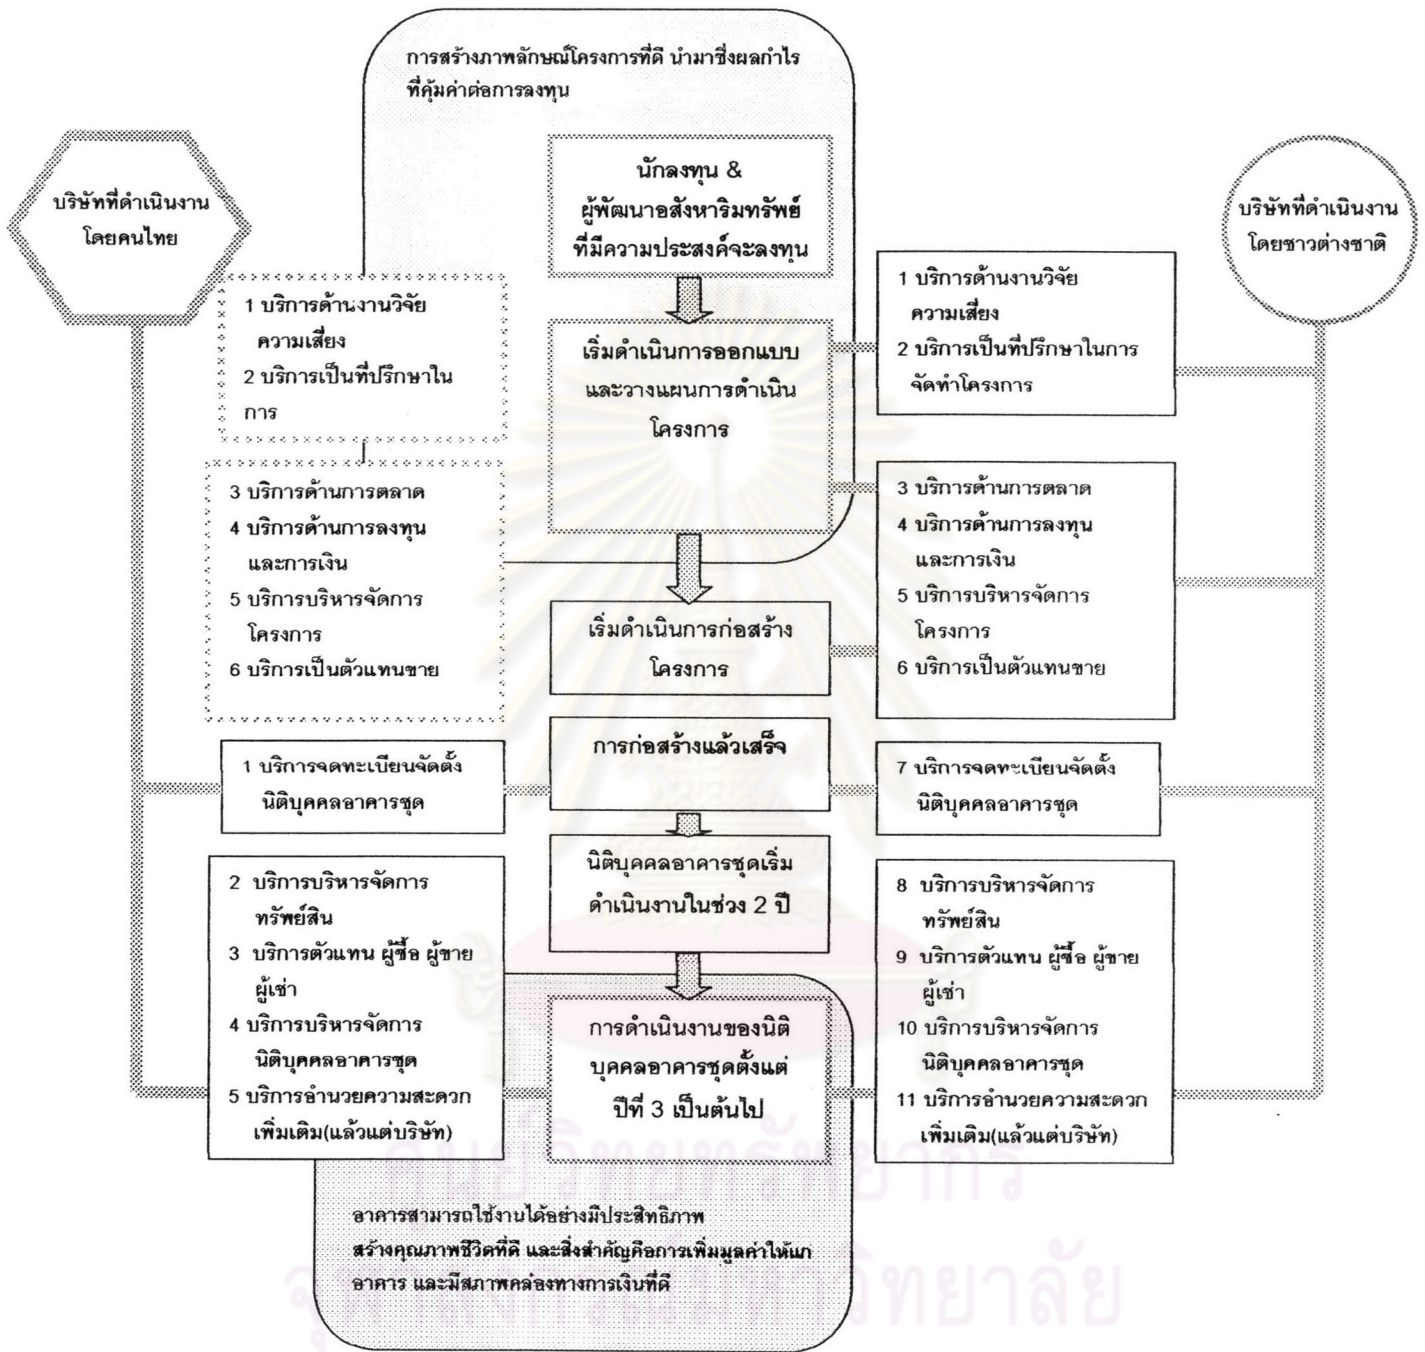 การสร้างภาพลักษณ์โครงการที่ดี นำมาซึ่งผลกำไร
ที่คุ้มค่าต่อการลงทุน
บริษัทที่ดำเนินงาน
โดยคนไทย
นักลงทุน &
ผู้พัฒนาอสังหาริมทรัพย์
ที่มีความประสงค์จะลงทุน
บริษัทที่ดำเนินงาน
โดยชาวต่างชาติ
1 บริการด้านงานวิจัย
ความเสี่ยง
2 บริการเป็นที่ปรึกษาใน
การ
เริ่มดำเนินการออกแบบ
และวางแผนการดำเนิน
โครงการ
1 บริการด้านงานวิจัย
ความเสี่ยง
2 บริการเป็นที่ปรึกษาในการ
จัดทำโครงการ
3 บริการด้านการตลาด
4 บริการด้านการลงทุน
และการเงิน
5 บริการบริหารจัดการ
โครงการ
6 บริการเป็นตัวแทนขาย
เริ่มดำเนินการก่อสร้าง
โครงการ
3 บริการด้านการตลาด
4 บริการด้านการลงทุน
และการเงิน
5 บริการบริหารจัดการ
โครงการ
6 บริการเป็นตัวแทนขาย
1 บริการจดทะเบียนจัดตั้ง
นิติบุคคลอาคารชุด
การก่อสร้างแล้วเสร็จ
7 บริการจดทะเบียนจัดตั้ง
นิติบุคคลอาคารชุด
นิติบุคคลอาคารชุดเริ่ม
ดำเนินงานในช่วง 2 ปี
2 บริการบริหารจัดการ
ทรัพย์สิน
3 บริการตัวแทน ผู้ซื้อ ผู้ขาย
ผู้เช่า
4 บริการบริหารจัดการ
นิติบุคคลอาคารชุด
5 บริการอำนวยความสะดวก
เพิ่มเติม(แล้วแต่บริษัท)
การดำเนินงานของนิติ
บุคคลอาคารชุดตั้งแต่
ปีที่ 3 เป็นต้นไป
8 บริการบริหารจัดการ
ทรัพย์สิน
9 บริการตัวแทน ผู้ซื้อ ผู้ขาย
ผู้เช่า
10 บริการบริหารจัดการ
นิติบุคคลอาคารชุด
11 บริการอำนวยความสะดวก
เพิ่มเติม(แล้วแต่บริษัท)
ศูนย์วิทยทรัพยากร
อาคารสามารถใช้งานได้อย่างมีประสิทธิภาพ
สร้างคุณภาพชีวิตที่ดี และสิ่งสำคัญคือการเพิ่มมูลค่าให้แก
อาคาร และมีสภาพคล่องทางการเงินที่ดี
จุฬาลงกรณ์มหาวิทยาลัย